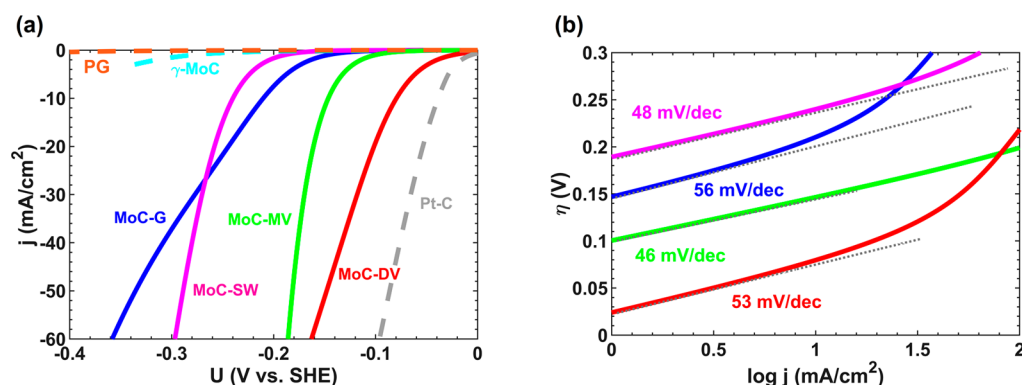 (a)
0
-10
-20
-30
-40
-50
-60
j (mA/cm²)
PG
γ-MoC
MoC-G
MoC-SW
MoC-MV
MoC-DV
Pt-C
-0.4
-0.3
-0.2
-0.1
0
U (V vs. SHE)
(b)
0.3
0.25
0.2
0.15
0.1
0.05
0
η (V)
48 mV/dec
56 mV/dec
46 mV/dec
53 mV/dec
0
0.5
1
1.5
2
log j (mA/cm²)